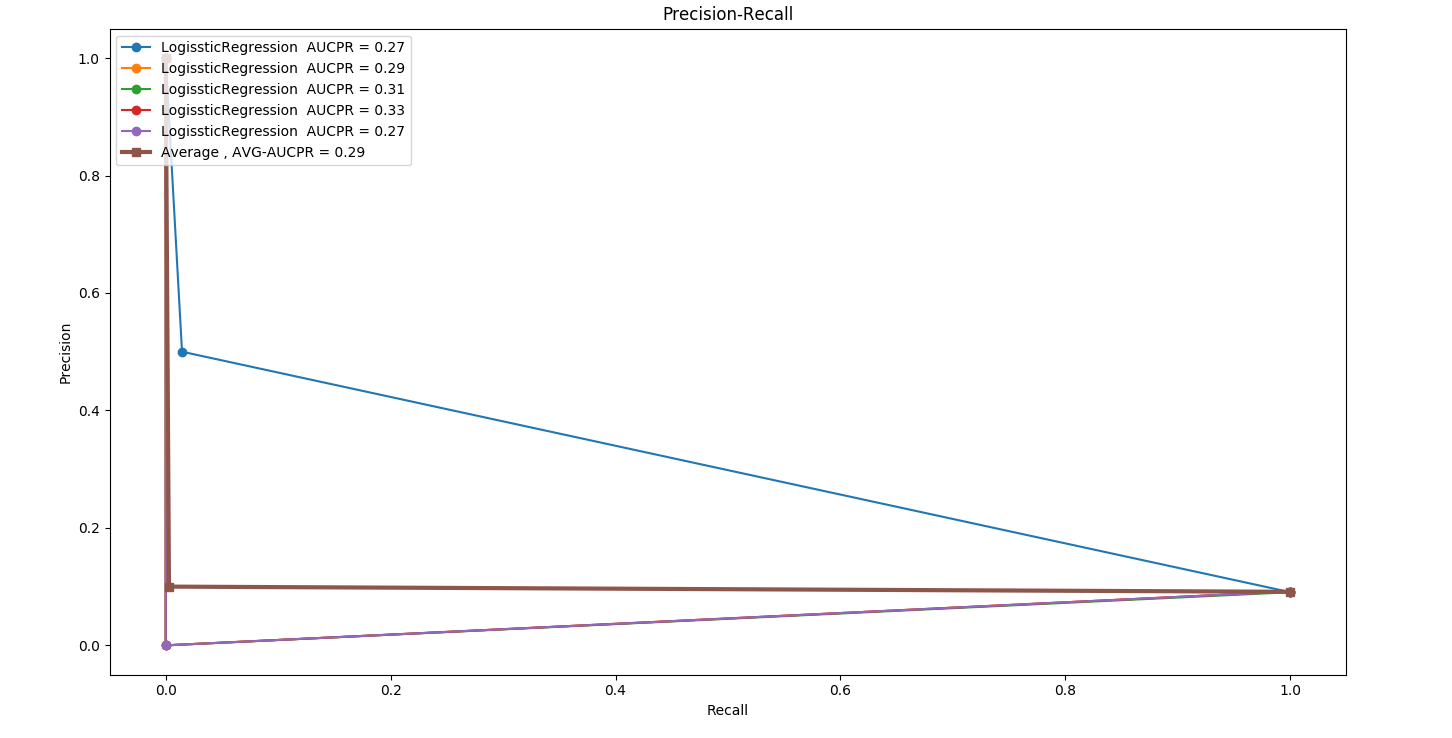 Precision-Recall
LogissticRegression AUCPR = 0.27
LogissticRegression AUCPR = 0.29
LogissticRegression AUCPR = 0.31
LogissticRegression AUCPR = 0.33
LogissticRegression AUCPR = 0.27
Average , AVG-AUCPR = 0.29
1.0
0.8
0.6
0.4
0.2
0.0
Precision
0.0 0.2 0.4 0.6 0.8 1.0
Recall